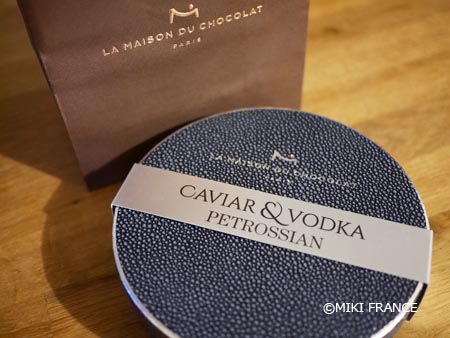 LA MAISON DU CHOCOLAT
PARIS
LA MAISON DU CHOCOLAT
CAVIAR & VODKA
PETROSSIAN
©MIKI FRANCE